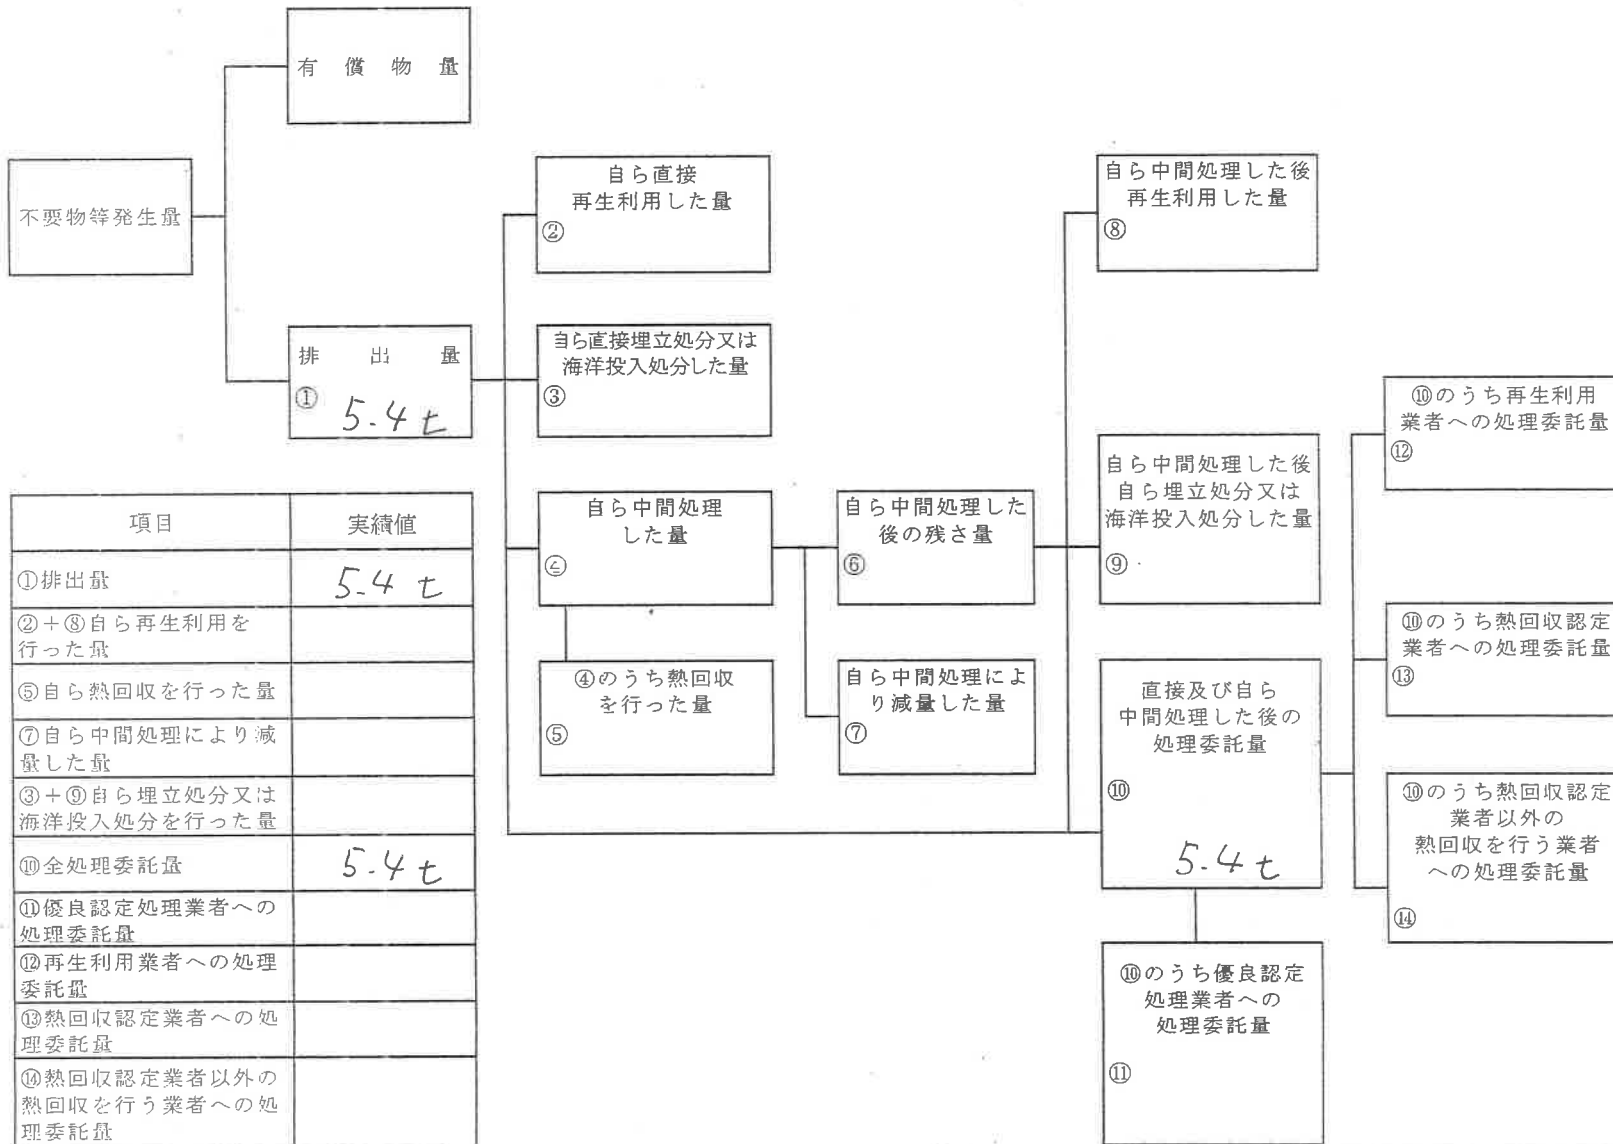 有償物量
不要物等発生量
排出量
①
5.4t
自ら直接
再生利用した量
②
自ら直接埋立処分又は
海洋投入処分した量
③
自ら中間処理
した量
④
④のうち熱回収
を行った量
⑤
自ら中間処理した
後の残さ量
⑥
自ら中間処理によ
り減量した量
⑦
自ら中間処理した後
再生利用した量
⑧
自ら中間処理した後
自ら埋立処分又は
海洋投入処分した量
⑨
直接及び自ら
中間処理した後の
処理委託量
⑩
5.4t
⑩のうち優良認定
処理業者への
処理委託量
⑪
⑩のうち再生利用
業者への処理委託量
⑫
⑩のうち熱回収認定
業者への処理委託量
⑬
⑩のうち熱回収認定
業者以外の
熱回収を行う業者
への処理委託量
⑭
項目 実績値
①排出量 5.4t
②+⑧自ら再生利用を
行った量
⑤自ら熱回収を行った量
⑦自ら中間処理により減
量した量
③+⑨自ら埋立処分又は
海洋投入処分を行った量
⑩全処理委託量 5.4t
⑪優良認定処理業者への
処理委託量
⑫再生利用業者への処理
委託量
⑬熱回収認定業者への処
理委託量
⑭熱回収認定業者以外の
熱回収を行う業者への処
理委託量